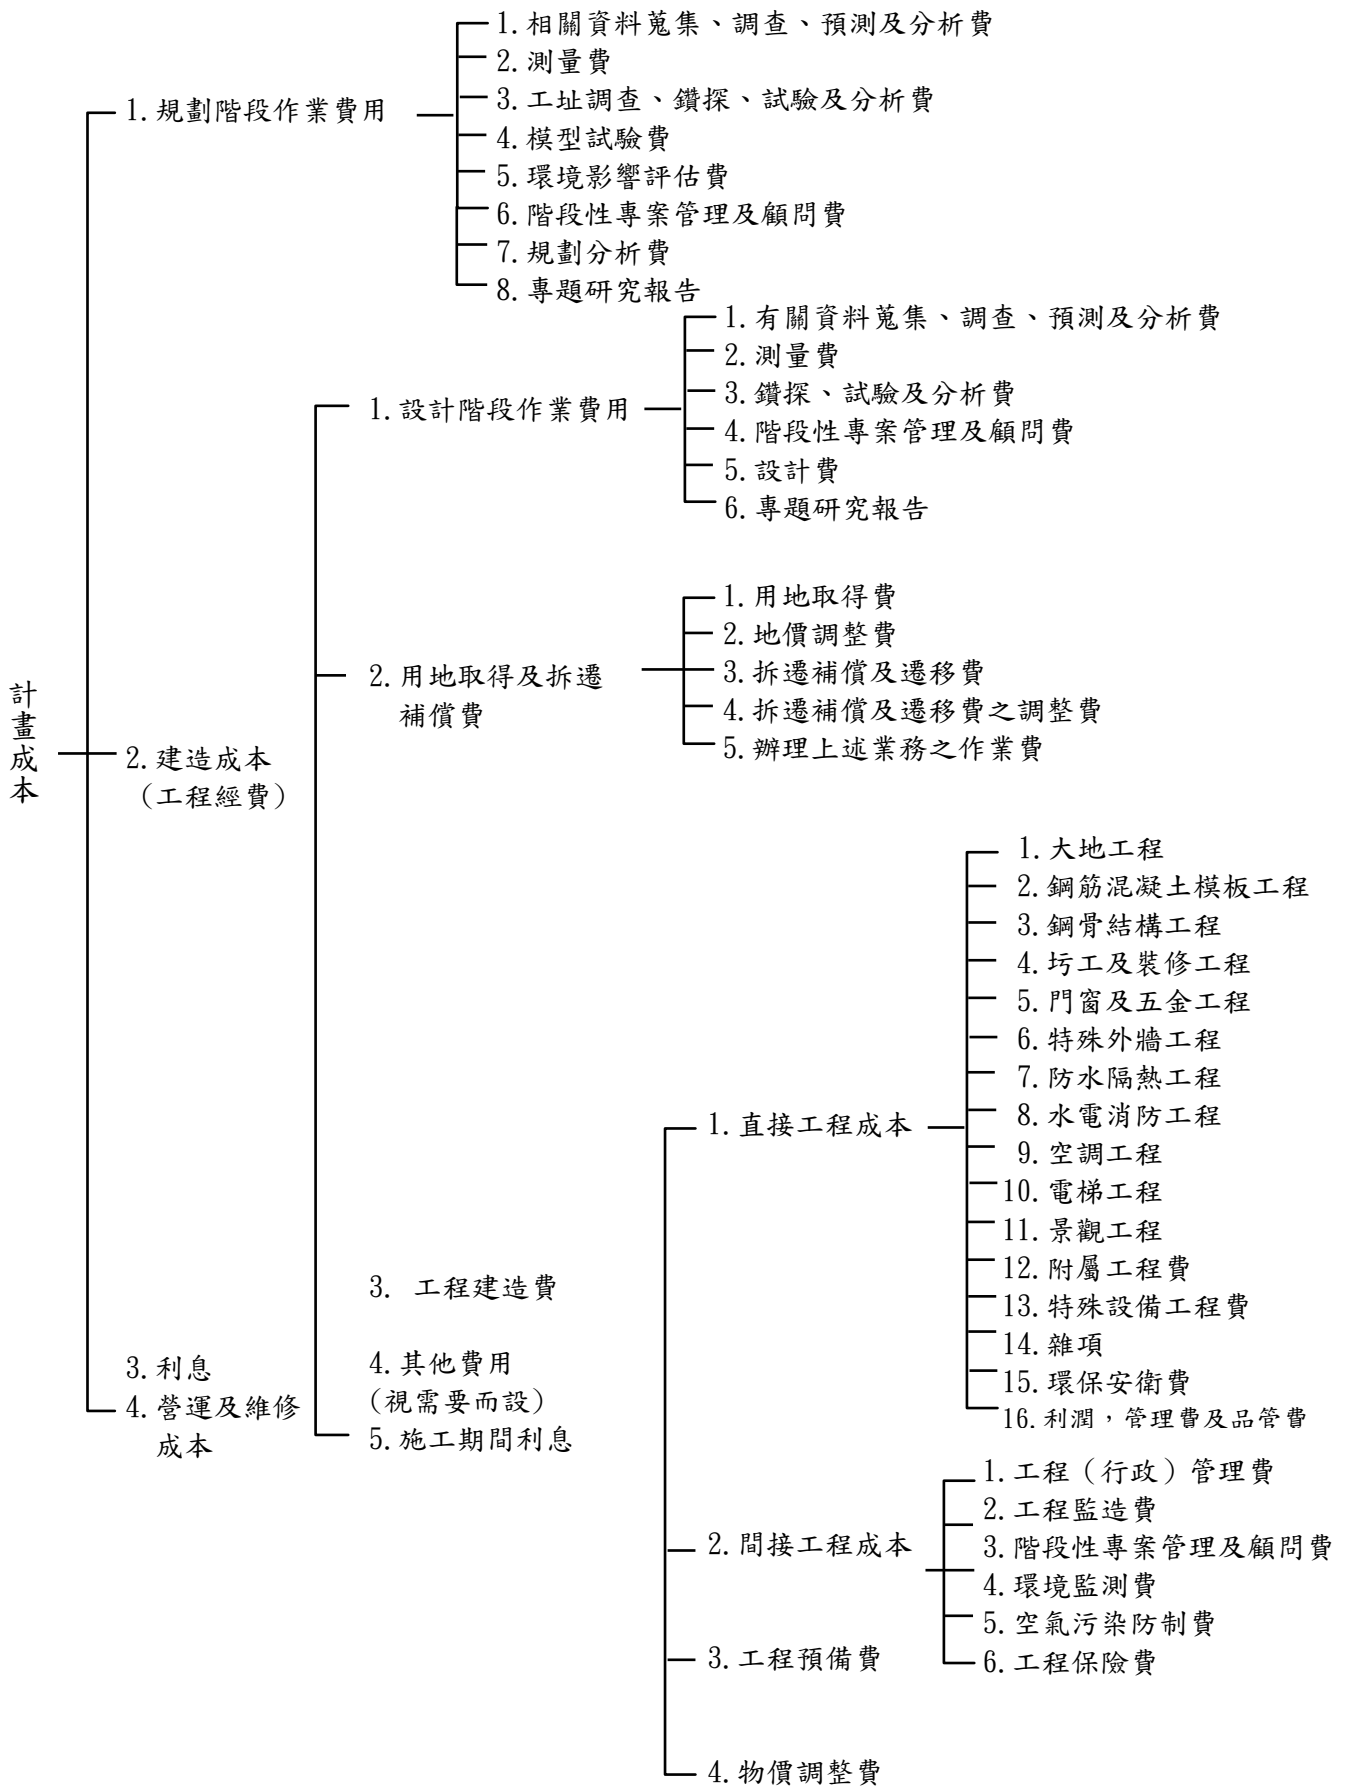 計畫成本
1.規劃階段作業費用
1.相關資料蒐集、調查、預測及分析費
2.測量費
3.工址調查、鑽探、試驗及分析費
4.模型試驗費
5.環境影響評估費
6.階段性專案管理及顧問費
7.規劃分析費
8.專題研究報告
2.建造成本
（工程經費）
1.設計階段作業費用
1.有關資料蒐集、調查、預測及分析費
2.測量費
3.鑽探、試驗及分析費
4.階段性專案管理及顧問費
5.設計費
6.專題研究報告
2.用地取得及拆遷
補償費
1.用地取得費
2.地價調整費
3.拆遷補償及遷移費
4.拆遷補償及遷移費之調整費
5.辦理上述業務之作業費
3. 工程建造費
1.直接工程成本
1.大地工程
2.鋼筋混凝土模板工程
3.鋼骨結構工程
4.圬工及裝修工程
5.門窗及五金工程
6.特殊外牆工程
7.防水隔熱工程
8.水電消防工程
9.空調工程
10.電梯工程
11.景觀工程
12.附屬工程費
13.特殊設備工程費
14.雜項
15.環保安衛費
16.利潤，管理費及品管費
2.間接工程成本
1.工程（行政）管理費
2.工程監造費
3.階段性專案管理及顧問費
4.環境監測費
5.空氣污染防制費
6.工程保險費
3.工程預備費
4.物價調整費
4.其他費用
(視需要而設)
5.施工期間利息
3.利息
4.營運及維修
成本